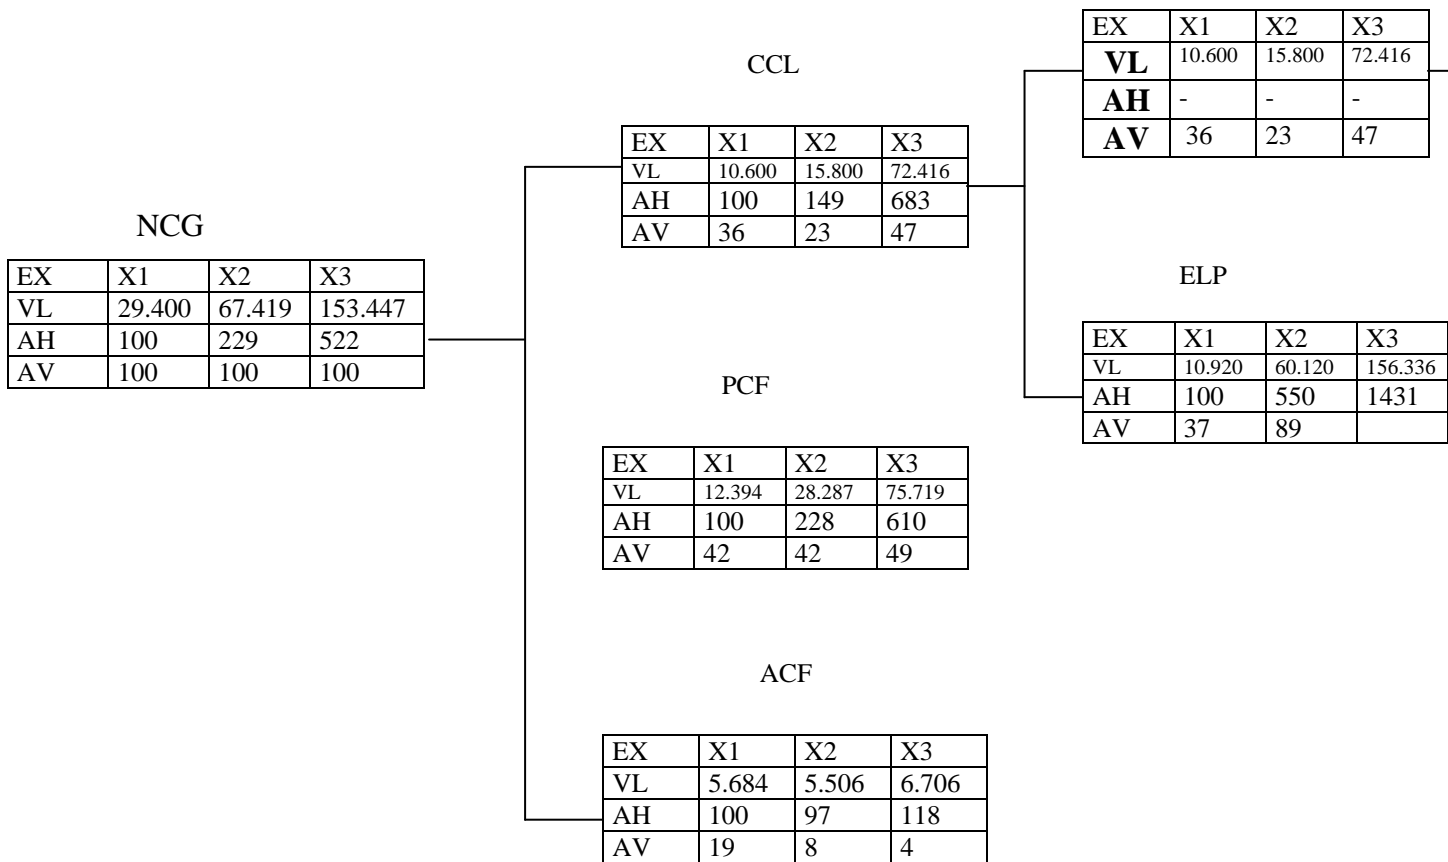 NCG
EX X1 X2 X3
VL 29.400 67.419 153.447
AH 100 229 522
AV 100 100 100
CCL
EX X1 X2 X3
VL 10.600 15.800 72.416
AH 100 149 683
AV 36 23 47
PCF
EX X1 X2 X3
VL 12.394 28.287 75.719
AH 100 228 610
AV 42 42 49
ACF
EX X1 X2 X3
VL 5.684 5.506 6.706
AH 100 97 118
AV 19 8 4
EX X1 X2 X3
VL 10.600 15.800 72.416
AH - - -
AV 36 23 47
ELP
EX X1 X2 X3
VL 10.920 60.120 156.336
AH 100 550 1431
AV 37 89